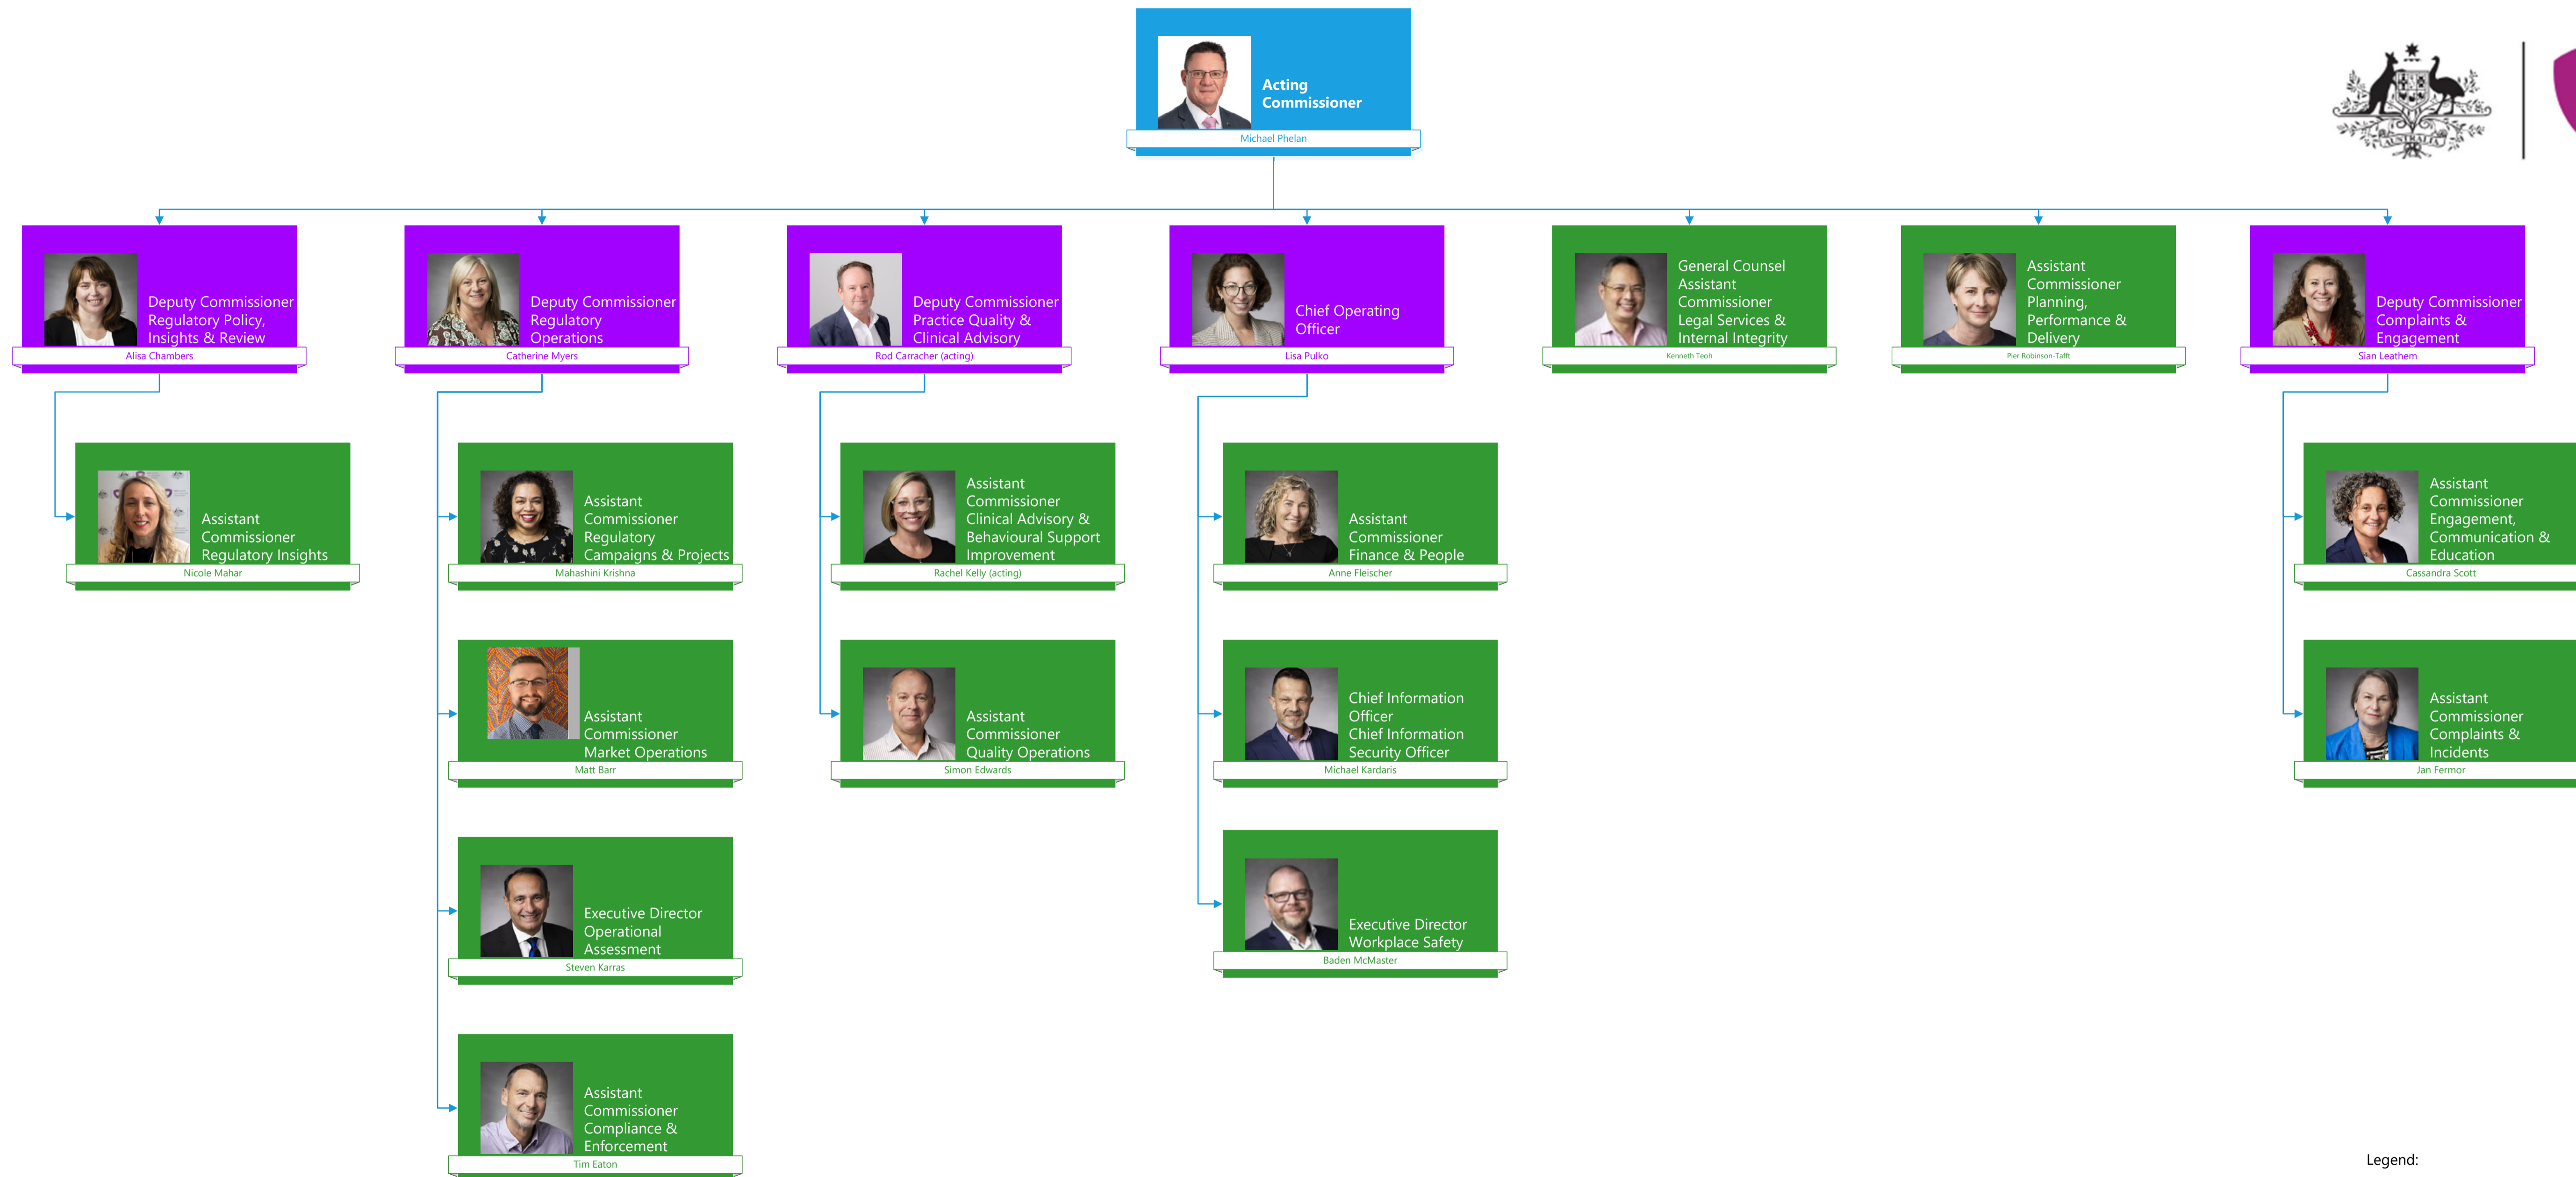 Acting
Commissioner
Michael Phelan
AUSTRALIA
Deputy Commissioner
Regulatory Policy,
Insights & Review
Alisa Chambers
Deputy Commissioner
Regulatory
Operations
Catherine Myers
Deputy Commissioner
Practice Quality &
Clinical Advisory
Rod Carracher (acting)
Chief Operating
Officer
Lisa Pulko
General Counsel
Assistant
Commissioner
Legal Services &
Internal Integrity
Kenneth Teoh
Assistant
Commissioner
Planning,
Performance &
Delivery
Pier Robinson-Tafft
Deputy Commissioner
Complaints &
Engagement
Sian Leathem
Assistant
Commissioner
Regulatory Insights
Nicole Mahar
Assistant
Commissioner
Regulatory
Campaigns & Projects
Mahashini Krishna
Assistant
Commissioner
Clinical Advisory &
Behavioural Support
Improvement
Rachel Kelly (acting)
Assistant
Commissioner
Finance & People
Anne Fleischer
Assistant
Commissioner
Engagement,
Communication &
Education
Cassandra Scott
Assistant
Commissioner
Market Operations
Matt Barr
Assistant
Commissioner
Quality Operations
Simon Edwards
Chief Information
Officer
Chief Information
Security Officer
Michael Kardaris
Assistant
Commissioner
Complaints &
Incidents
Jan Fermor
Executive Director
Operational
Assessment
Steven Karras
Executive Director
Workplace Safety
Baden McMaster
Assistant
Commissioner
Compliance &
Enforcement
Tim Eaton
Legend: